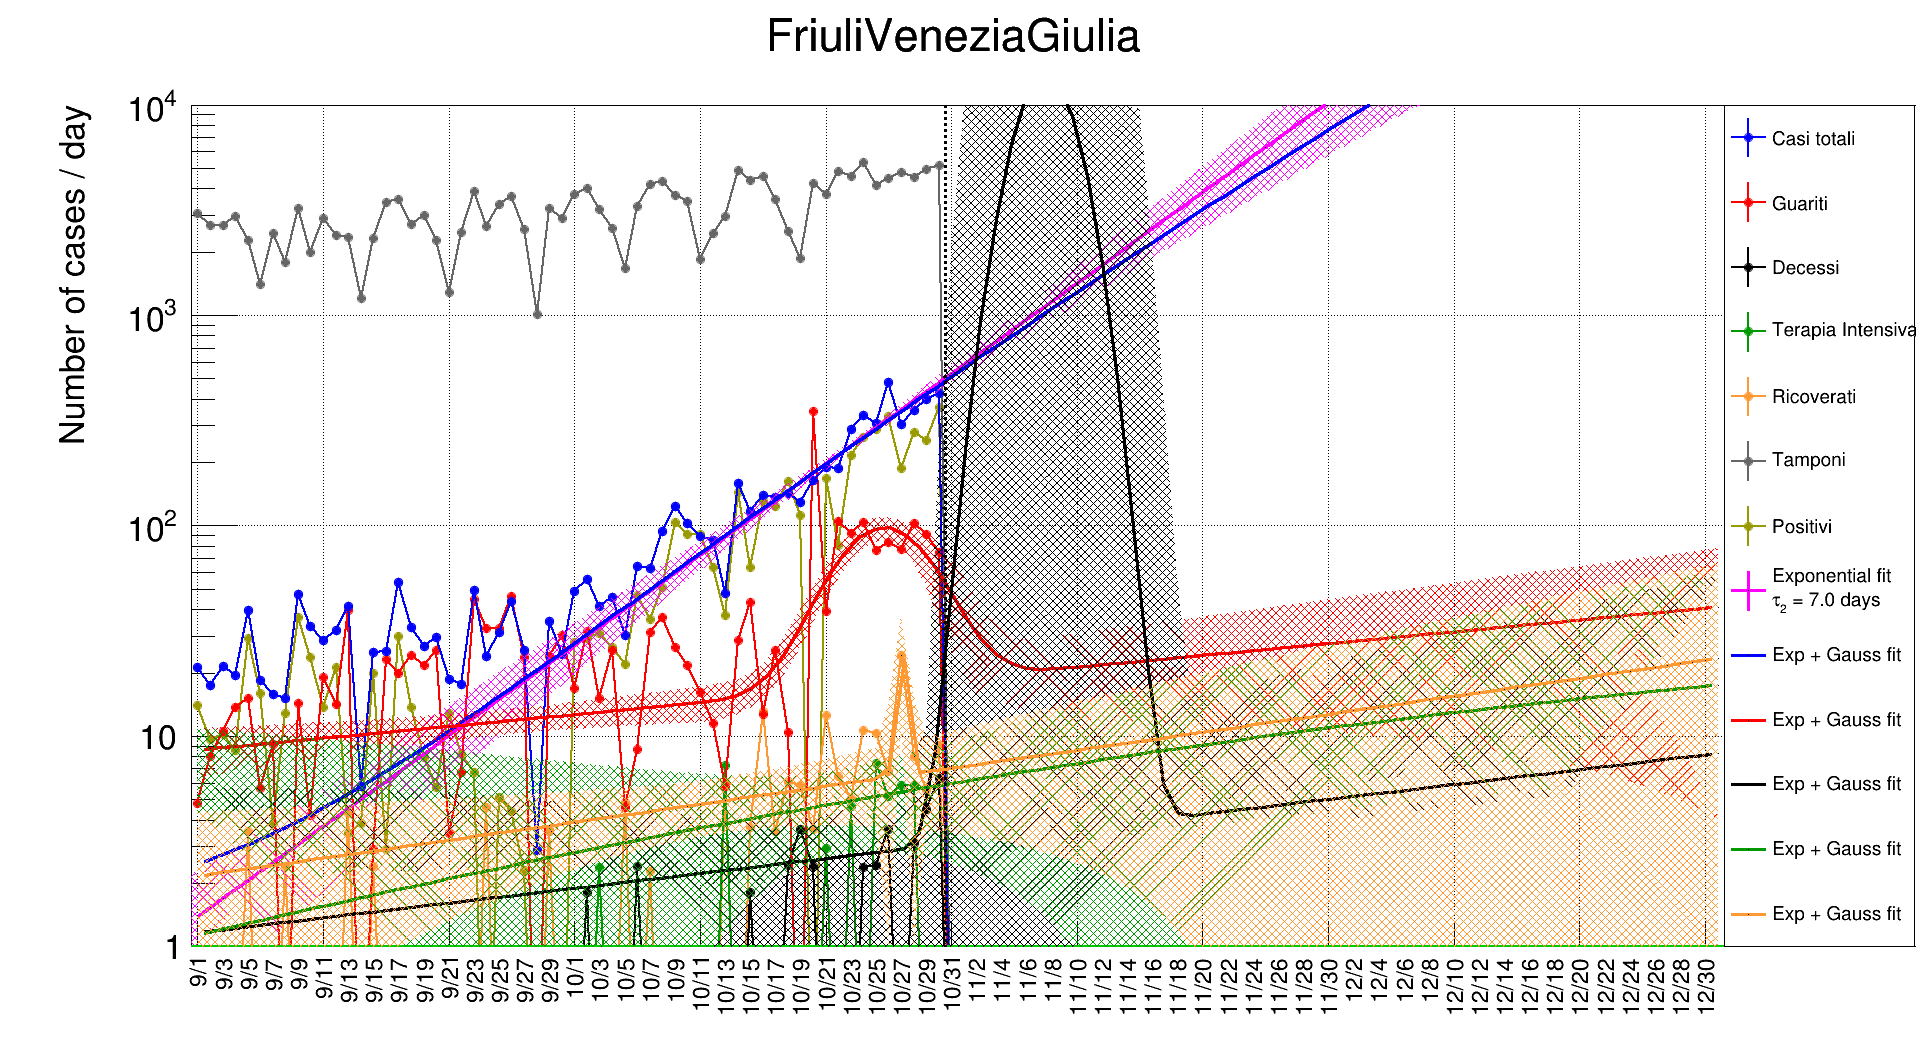 FriuliVeneziaGiulia
Number of cases / day
10⁴
10³
10²
10
1
9/1 9/3 9/5 9/7 9/9 9/11 9/13 9/15 9/17 9/19 9/21 9/23 9/25 9/27 9/29 10/1 10/3 10/5 10/7 10/9 10/11 10/13 10/15 10/17 10/19 10/21 10/23 10/25 10/27 10/29 10/31 11/2 11/4 11/6 11/8 11/10 11/12 11/14 11/16 11/18 11/20 11/22 11/24 11/26 11/28 11/30 12/2 12/4 12/6 12/8 12/10 12/12 12/14 12/16 12/18 12/20 12/22 12/24 12/26 12/28 12/30
Casi totali
Guariti
Decessi
Terapia Intensiva
Ricoverati
Tamponi
Positivi
Exponential fit
τ₂ = 7.0 days
Exp + Gauss fit
Exp + Gauss fit
Exp + Gauss fit
Exp + Gauss fit
Exp + Gauss fit